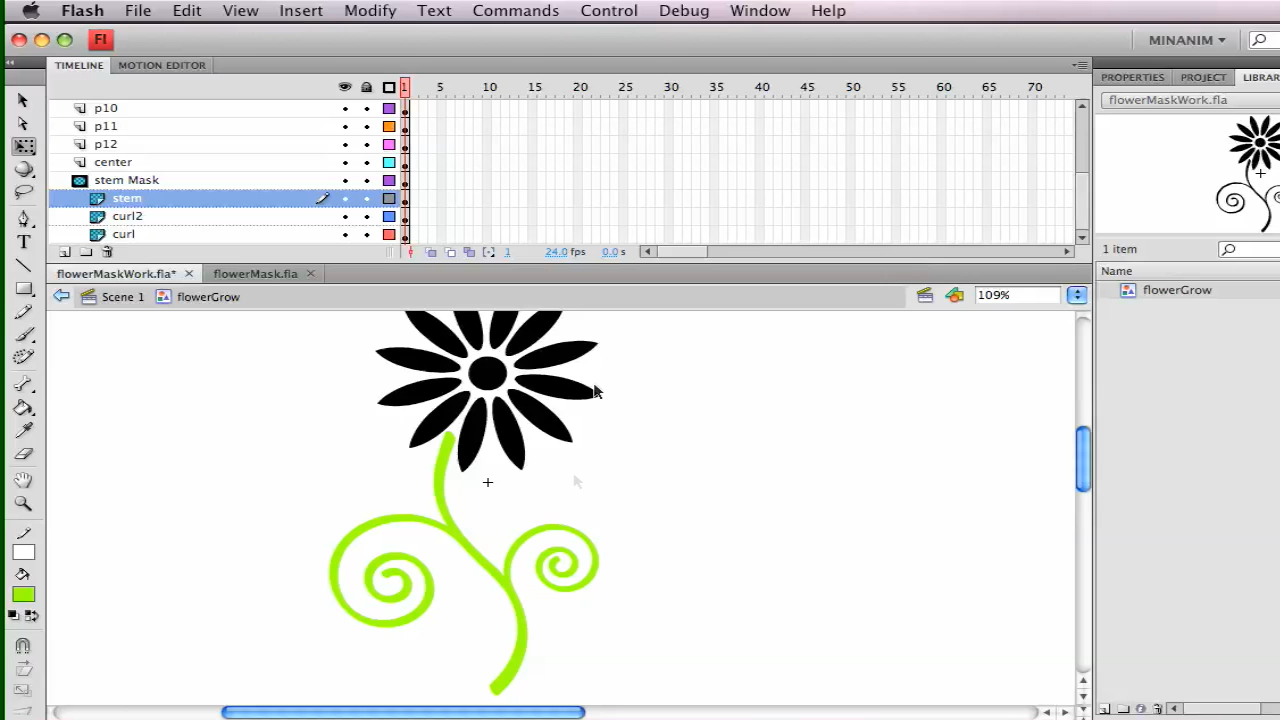 Flash File Edit View Insert Modify Text Commands Control Debug Window Help
Fl MINANIM
TIMELINE MOTION EDITOR PROPERTIES PROJECT LIBRA
1 5 10 15 20 25 30 35 40 45 50 55 60 65 70
flowerMaskWork.fla
p10
p11
p12
center
stem Mask
stem
curl2
curl
1 24.0 fps 0.0 s
1 item
flowerMaskWork.fla* flowerMask.fla
Name
Scene 1 flowerGrow 109%
flowerGrow
T